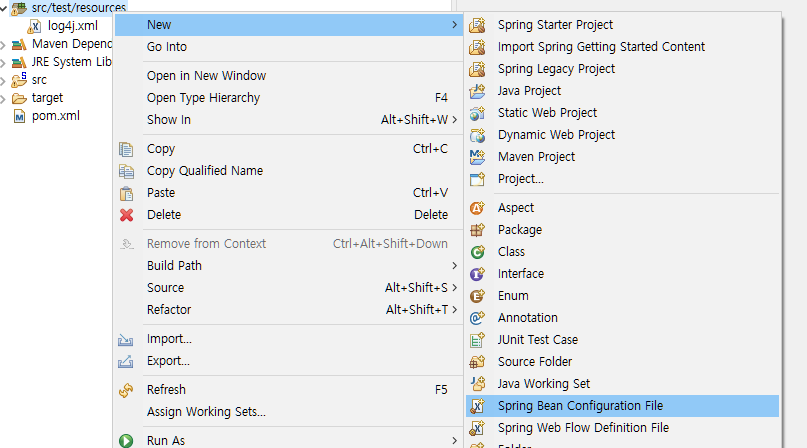 src/test/resources
log4j.xml
Maven Depend
JRE System Lib
src
target
pom.xml
New
Go Into
Open in New Window
Open Type Hierarchy F4
Show In Alt+Shift+W
Copy Ctrl+C
Copy Qualified Name
Paste Ctrl+V
Delete Delete
Remove from Context Ctrl+Alt+Shift+Down
Build Path
Source Alt+Shift+S
Refactor Alt+Shift+T
Import...
Export...
Refresh F5
Assign Working Sets...
Run As
Spring Starter Project
Import Spring Getting Started Content
Spring Legacy Project
Java Project
Static Web Project
Dynamic Web Project
Maven Project
Project...
Aspect
Package
Class
Interface
Enum
Annotation
JUnit Test Case
Source Folder
Java Working Set
Spring Bean Configuration File
Spring Web Flow Definition File